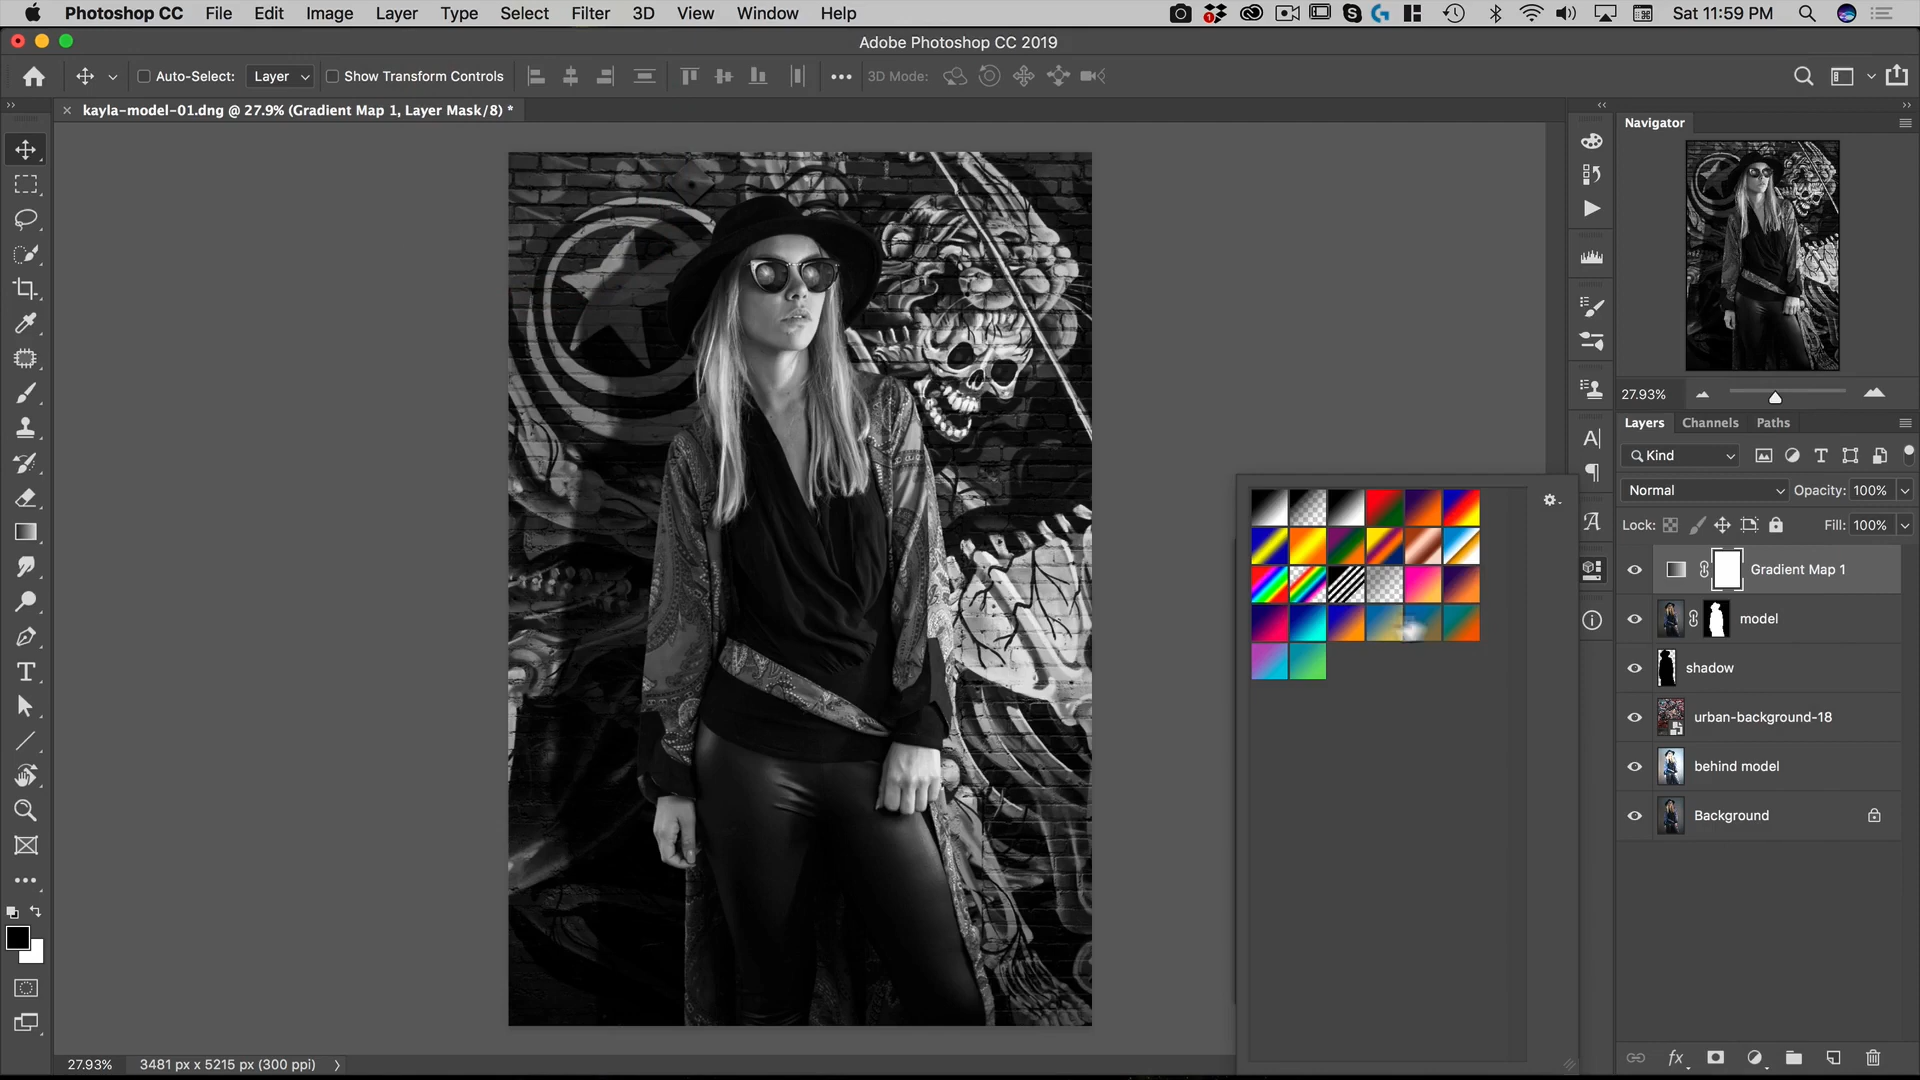 Photoshop CC File Edit Image Layer Type Select Filter 3D View Window Help Sat 11:59 PM
1
Adobe Photoshop CC 2019
Auto-Select: Layer Show Transform Controls 3D Mode:
kayla-model-01.dng @ 27.9% (Gradient Map 1, Layer Mask/8) *
Navigator
27.93%
Layers Channels Paths
Kind
Normal Opacity: 100%
Lock: Fill: 100%
Gradient Map 1
model
shadow
urban-background-18
behind model
Background
fx
27.93% 3481 px x 5215 px (300 ppi)